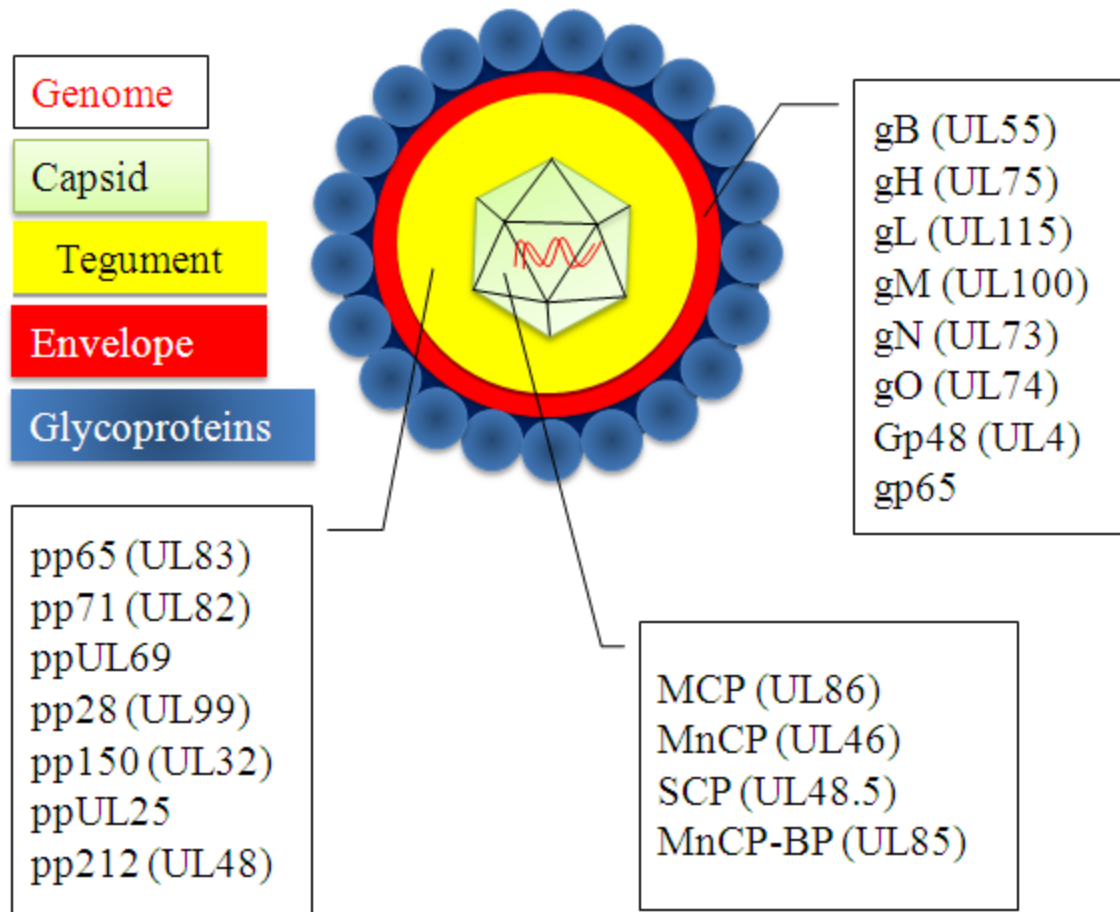 Genome
Capsid
Tegument
Envelope
Glycoproteins
gB (UL55)
gH (UL75)
gL (UL115)
gM (UL100)
gN (UL73)
gO (UL74)
Gp48 (UL4)
gp65
pp65 (UL83)
pp71 (UL82)
ppUL69
pp28 (UL99)
pp150 (UL32)
ppUL25
pp212 (UL48)
MCP (UL86)
MnCP (UL46)
SCP (UL48.5)
MnCP-BP (UL85)